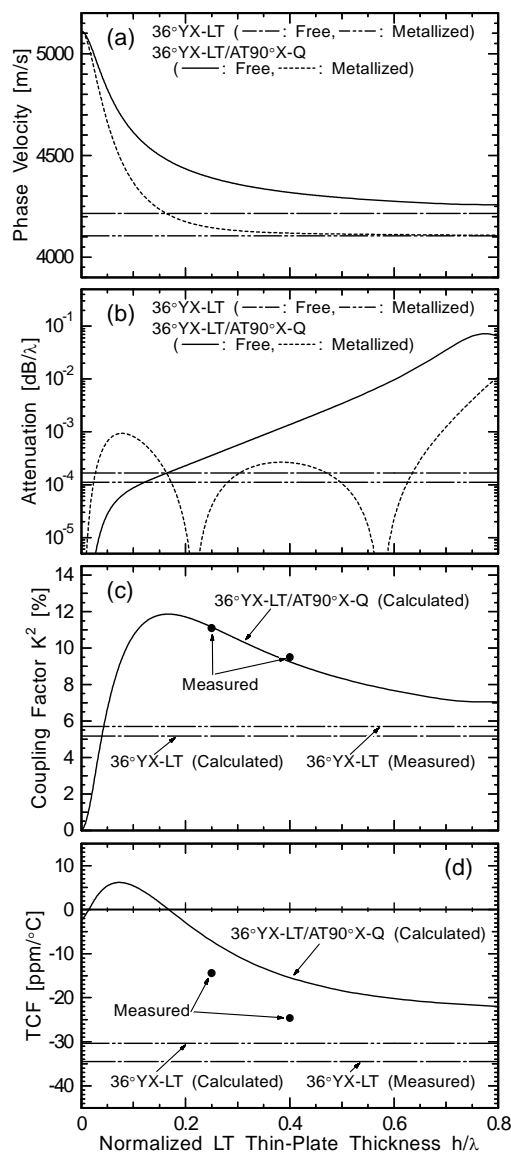 (a)
36°YX-LT (: Free, : Metallized)
36°YX-LT/AT90°X-Q
(: Free, : Metallized)
Phase Velocity [m/s]
5000
4500
4000
(b)
36°YX-LT (: Free, : Metallized)
36°YX-LT/AT90°X-Q
(: Free, : Metallized)
Attenuation [dB/λ]
10-1
10-2
10-3
10-4
10-5
(c)
36°YX-LT/AT90°X-Q (Calculated)
Measured
36°YX-LT (Calculated)
36°YX-LT (Measured)
Coupling Factor K2 [%]
14
12
10
8
6
4
2
0
(d)
36°YX-LT/AT90°X-Q (Calculated)
Measured
36°YX-LT (Calculated)
36°YX-LT (Measured)
TCF [ppm/°C]
10
0
-10
-20
-30
-40
0
0.2
0.4
0.6
0.8
Normalized LT Thin-Plate Thickness h/λ